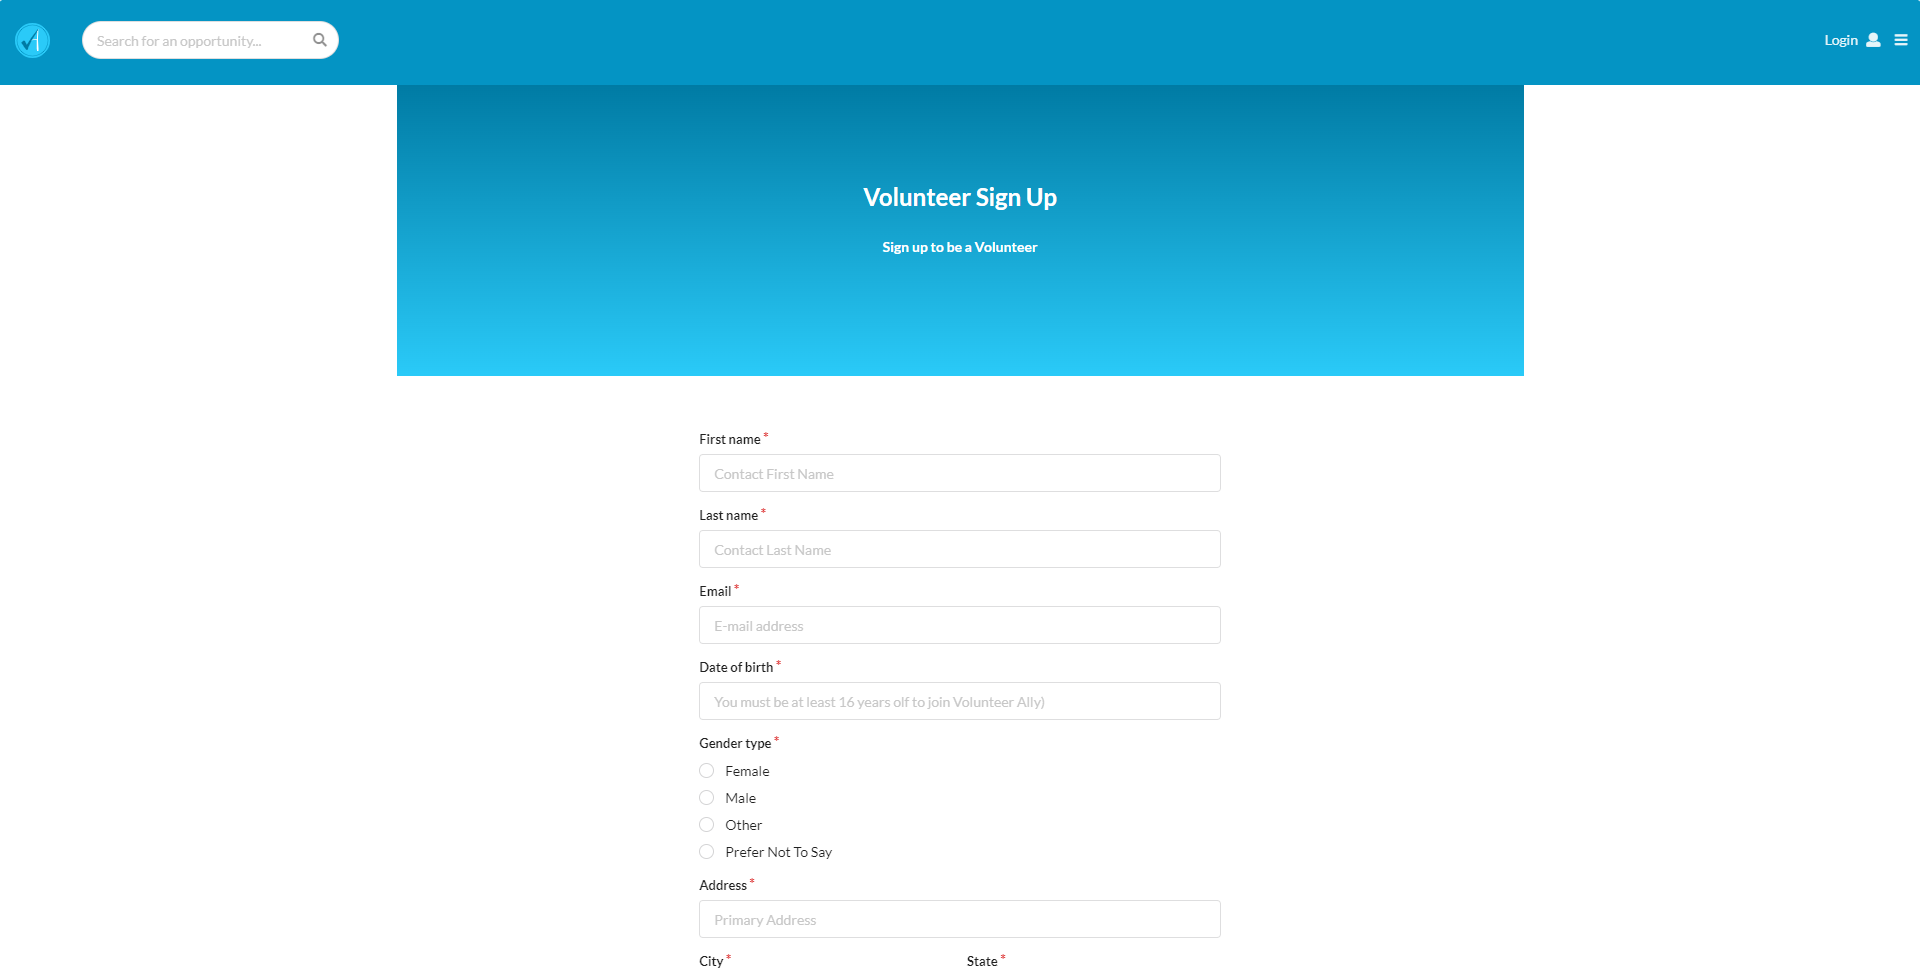 Search for an opportunity...
Login
Volunteer Sign Up
Sign up to be a Volunteer
First name *
Contact First Name
Last name *
Contact Last Name
Email *
E-mail address
Date of birth *
You must be at least 16 years olf to join Volunteer Ally)
Gender type *
Female
Male
Other
Prefer Not To Say
Address *
Primary Address
City * State *